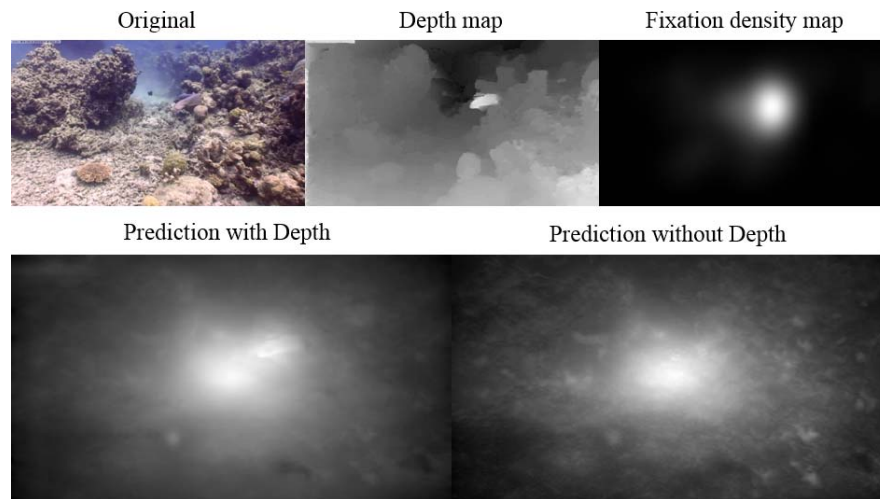 Original
Depth map
Fixation density map
Prediction with Depth
Prediction without Depth